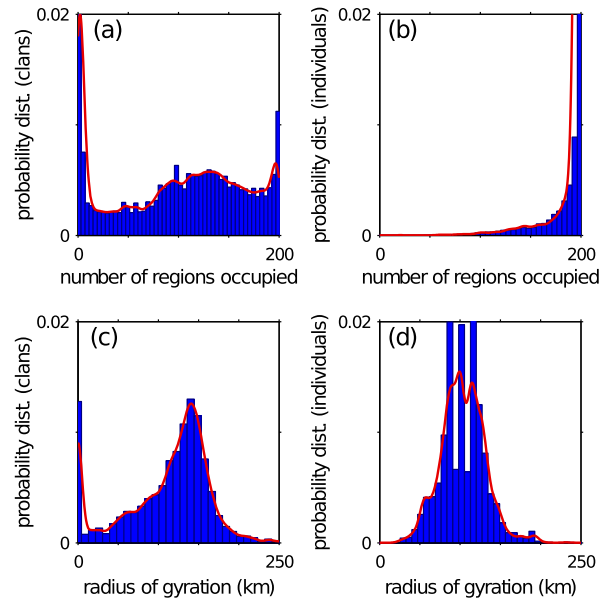 0.02
(a)
probability dist. (clans)
0
0
200
number of regions occupied
0.02
(b)
probability dist. (individuals)
0
0
200
number of regions occupied
0.02
(c)
probability dist. (clans)
0
0
250
radius of gyration (km)
0.02
(d)
probability dist. (individuals)
0
0
250
radius of gyration (km)